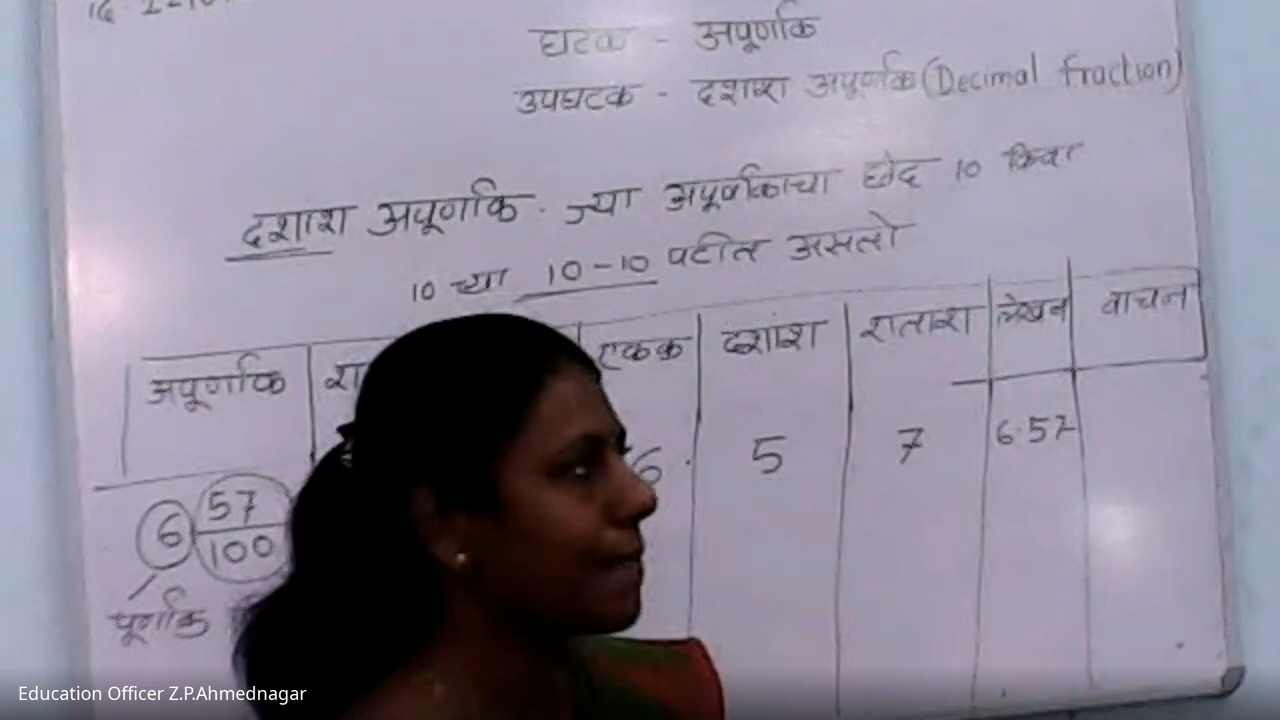 घटक - अपूर्णांक
उपघटक - दशांश अपूर्णांक (Decimal fraction)
दशांश अपूर्णांक - ज्या अपूर्णांकाचा छेद 10 किंवा
10 च्या 10-10 पटीत असतो
अपूर्णांक एकक दशांश शतांश लेखन वाचन
6 57/100 6. 5 7 6.57
पूर्णांक
Education Officer Z.P.Ahmednagar